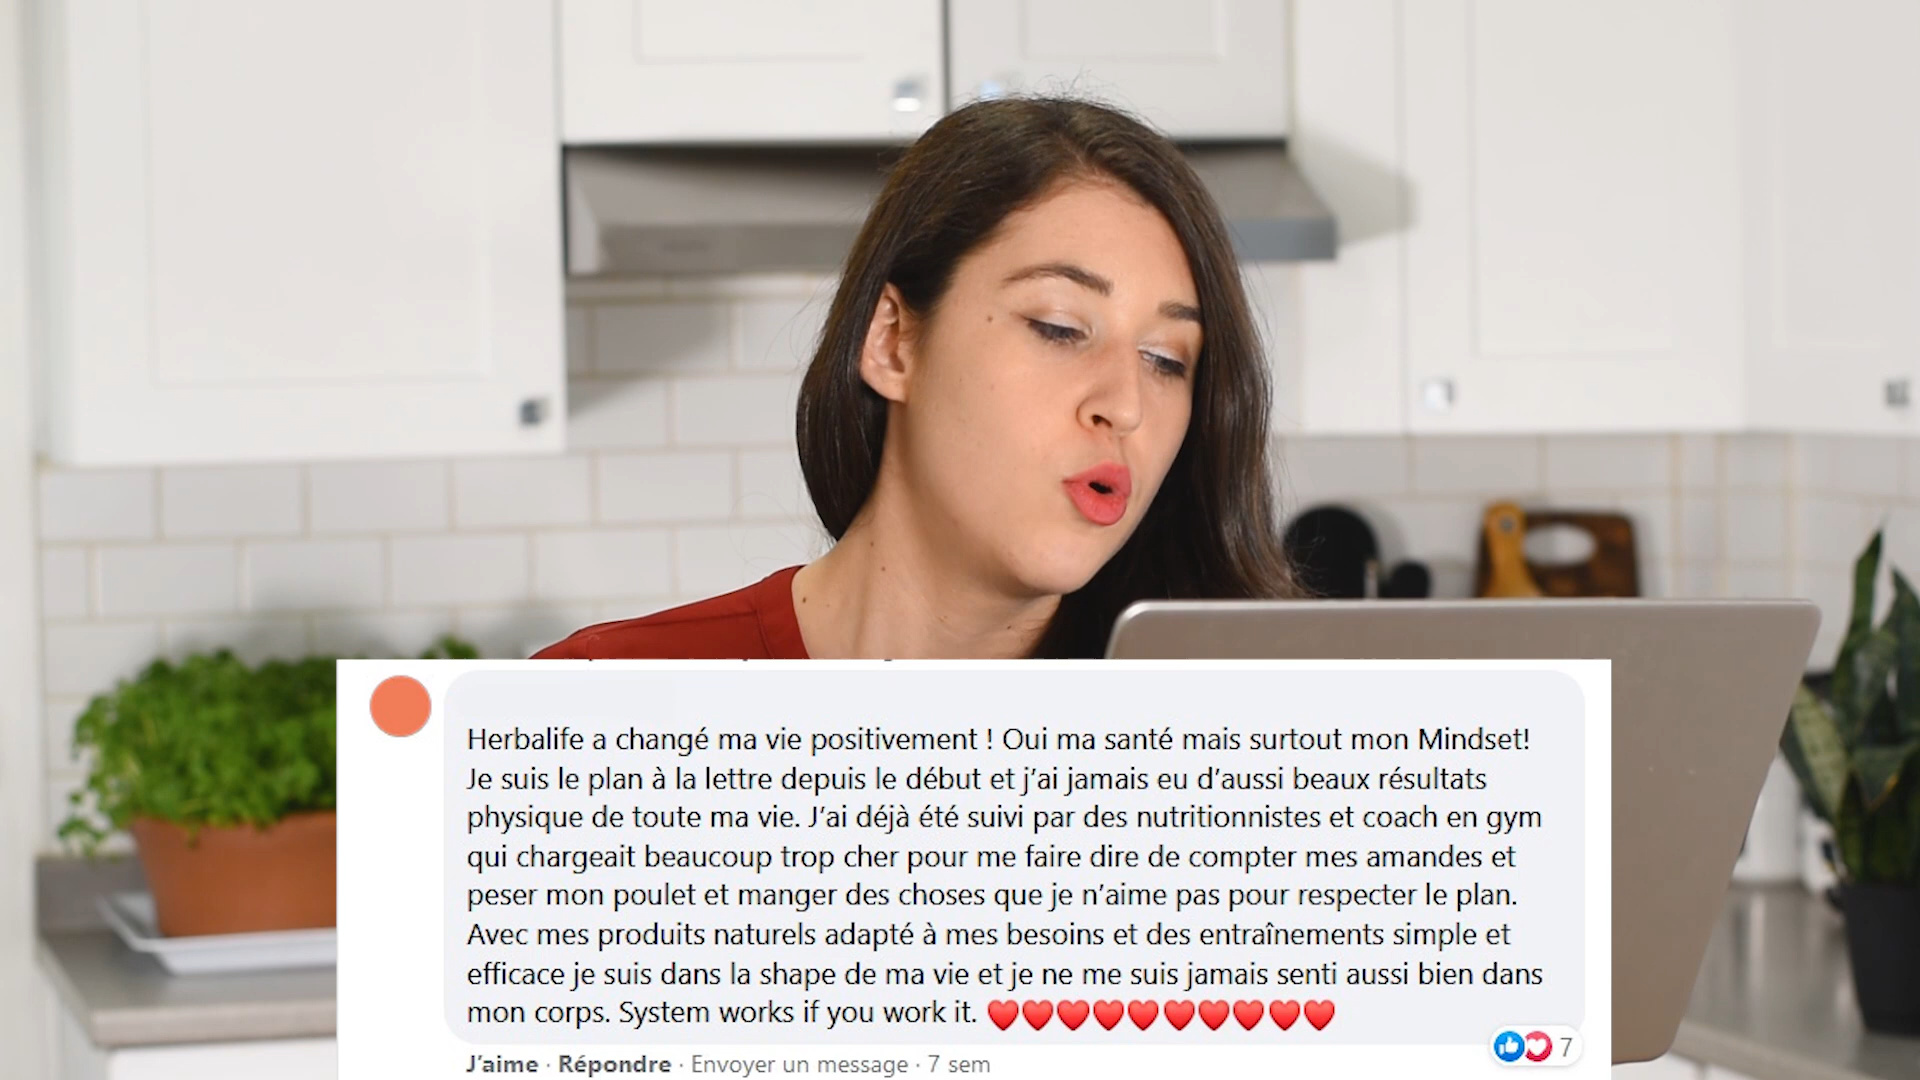 Herbalife a changé ma vie positivement ! Oui ma santé mais surtout mon Mindset!
Je suis le plan à la lettre depuis le début et j'ai jamais eu d'aussi beaux résultats
physique de toute ma vie. J'ai déjà été suivi par des nutritionnistes et coach en gym
qui chargeait beaucoup trop cher pour me faire dire de compter mes amandes et
peser mon poulet et manger des choses que je n'aime pas pour respecter le plan.
Avec mes produits naturels adapté à mes besoins et des entraînements simple et
efficace je suis dans la shape de ma vie et je ne me suis jamais senti aussi bien dans
mon corps. System works if you work it. ❤️❤️❤️❤️❤️❤️❤️❤️❤️❤️
7
J'aime · Répondre · Envoyer un message · 7 sem